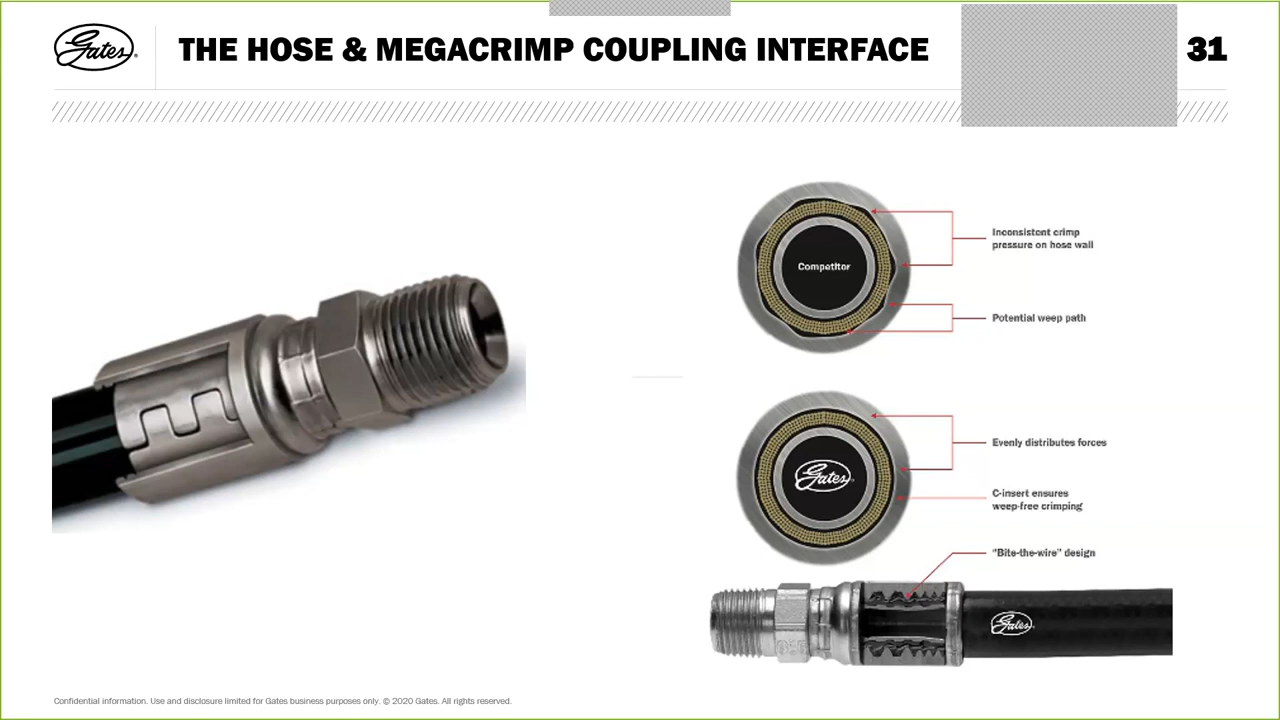 Gates
THE HOSE & MEGACRIMP COUPLING INTERFACE
31
Competitor
Inconsistent crimp
pressure on hose wall
Potential weep path
Gates
Evenly distributes forces
C-insert ensures
weep-free crimping
"Bite-the-wire" design
Gates
Confidential information. Use and disclosure limited for Gates business purposes only. © 2020 Gates. All rights reserved.